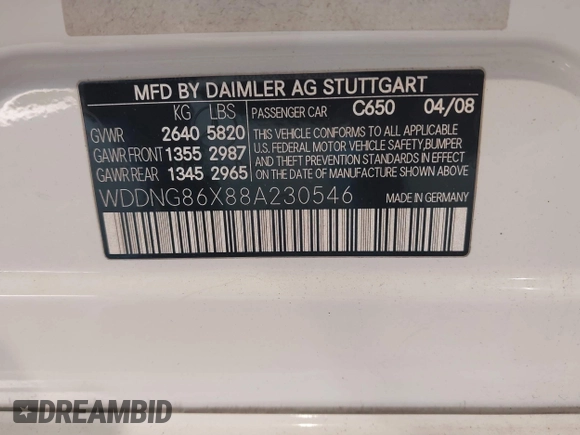 MFD BY DAIMLER AG STUTTGART
KG LBS PASSENGER CAR C650 04/08
GVWR 2640 5820 THIS VEHICLE CONFORMS TO ALL APPLICABLE
GAWR FRONT 1355 2987 U.S. FEDERAL MOTOR VEHICLE SAFETY, BUMPER
GAWR REAR 1345 2965 AND THEFT PREVENTION STANDARDS IN EFFECT
ON THE DATE OF MANUFACTURE SHOWN ABOVE
WDDNG86X88A230546 MADE IN GERMANY
DREAMBID